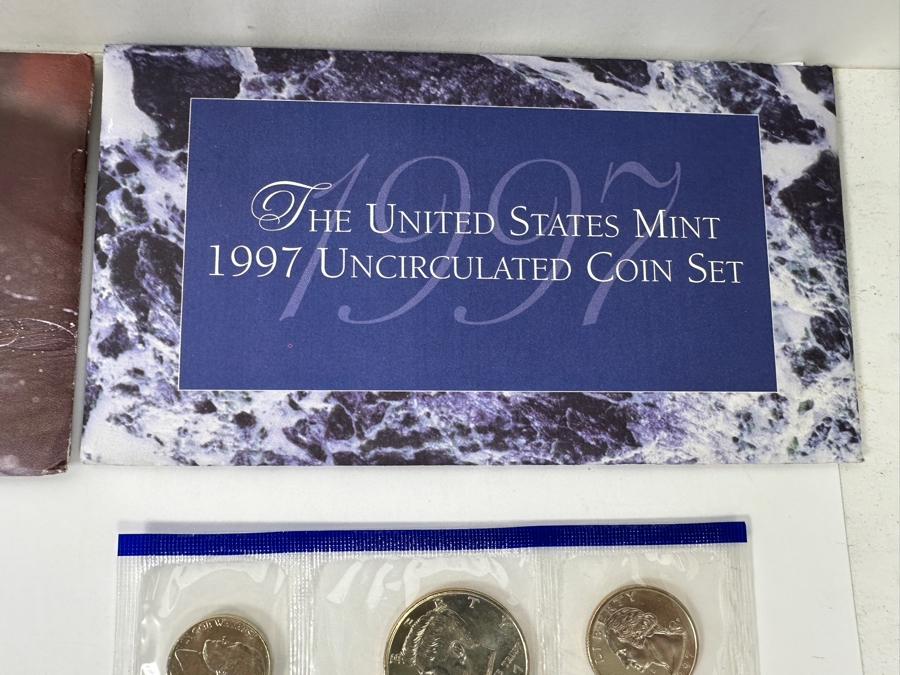 1997
The United States Mint
1997 Uncirculated Coin Set
LIBERTY